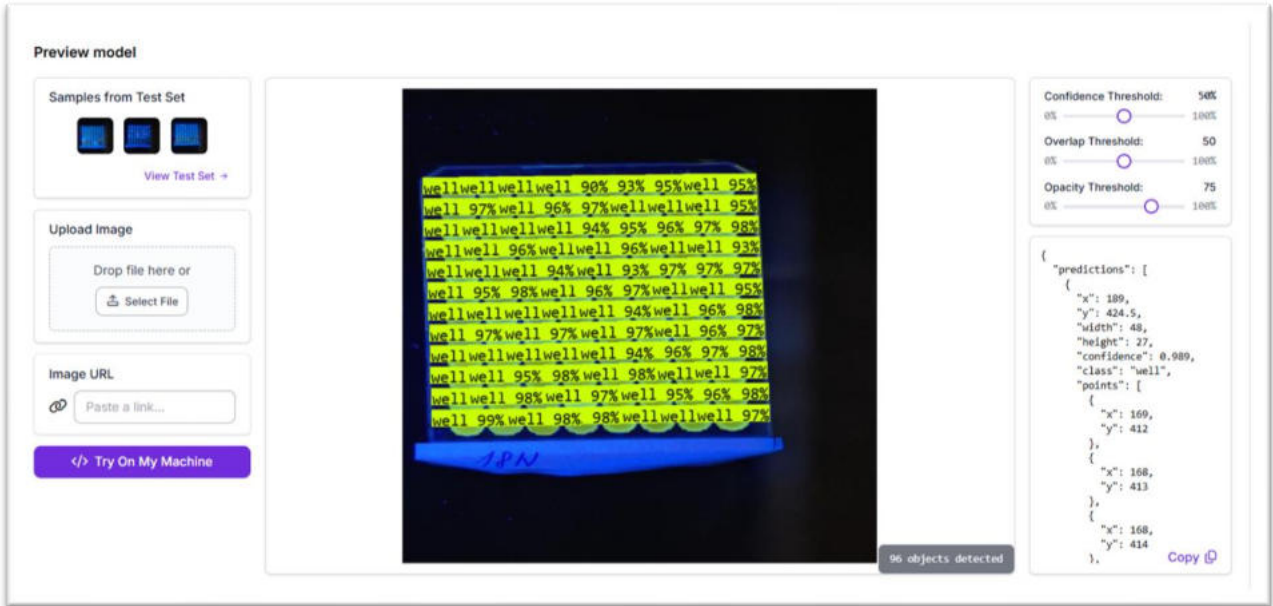 Preview model
Samples from Test Set
View Test Set →
Upload Image
Drop file here or
Select File
Image URL
Paste a link...
</> Try On My Machine
wellwellwellwell 90% 93% 95%well 95%
well 97%well 96% 97%wellwellwell 95%
wellwellwellwell 94% 95% 96% 97% 98%
wellwell 96%wellwell 96%wellwell 93%
wellwellwell 94%well 93% 97% 97% 97%
well 95% 98%well 96% 97%wellwell 95%
wellwellwellwellwell 94%well 96% 98%
well 97%well 97%well 97%well 96% 97%
wellwellwellwellwell 94% 96% 97% 98%
wellwell 95% 98%well 98%wellwell 97%
wellwell 98%well 97%well 95% 96% 98%
well 99%well 98% 98%wellwellwell 97%
18N
96 objects detected
Confidence Threshold: 50%
0% 100%
Overlap Threshold: 50
0% 100%
Opacity Threshold: 75
0% 100%
{
"predictions": [
{
"x": 189,
"y": 424.5,
"width": 48,
"height": 27,
"confidence": 0.989,
"class": "well",
"points": [
{
"x": 169,
"y": 412
},
{
"x": 168,
"y": 413
},
{
"x": 168,
"y": 414
},
Copy